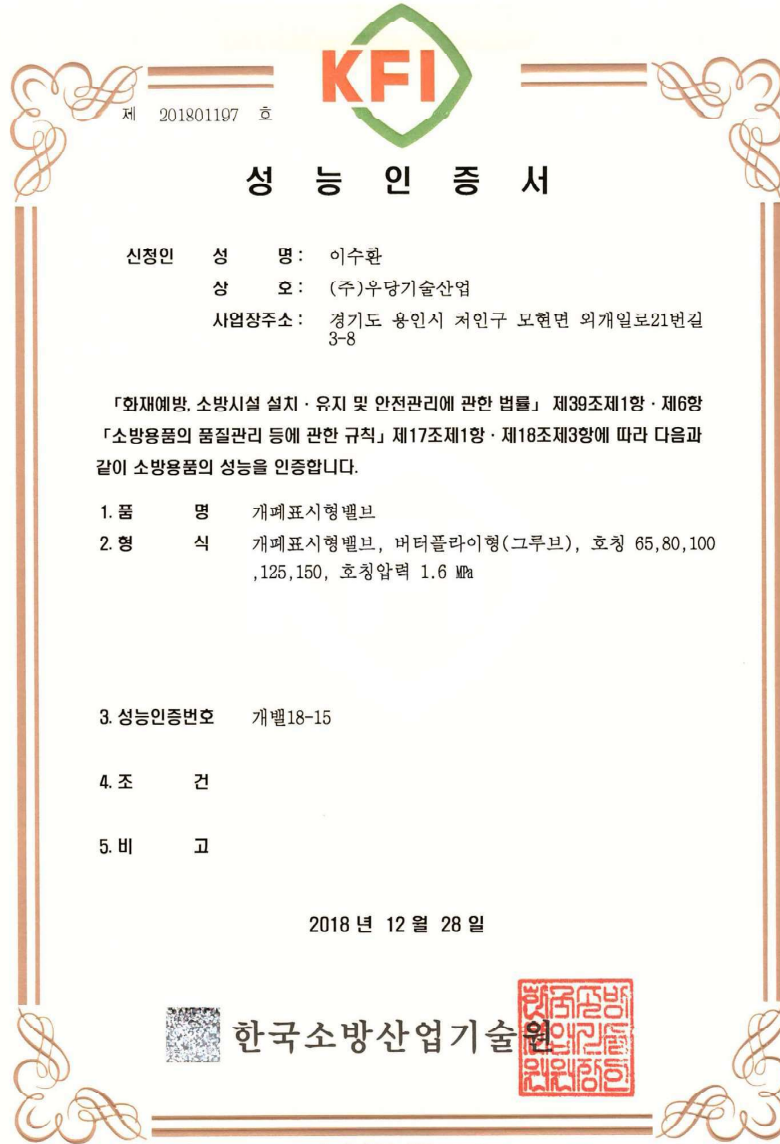 KFI
제 201801197 호
성 능 인 증 서
신청인 성 명 : 이수환
상 호 : (주)우당기술산업
사업장주소 : 경기도 용인시 처인구 모현면 외개일로21번길
3-8
「화재예방, 소방시설 설치ㆍ유지 및 안전관리에 관한 법률」 제39조제1항ㆍ제6항
「소방용품의 품질관리 등에 관한 규칙」제17조제1항ㆍ제18조제3항에 따라 다음과
같이 소방용품의 성능을 인증합니다.
1. 품 명 개폐표시형밸브
2. 형 식 개폐표시형밸브, 버터플라이형(그루브), 호칭 65,80,100
,125,150, 호칭압력 1.6 ㎫
3. 성능인증번호 개밸18-15
4. 조 건
5. 비 고
2018 년 12 월 28 일
한국소방산업기술원